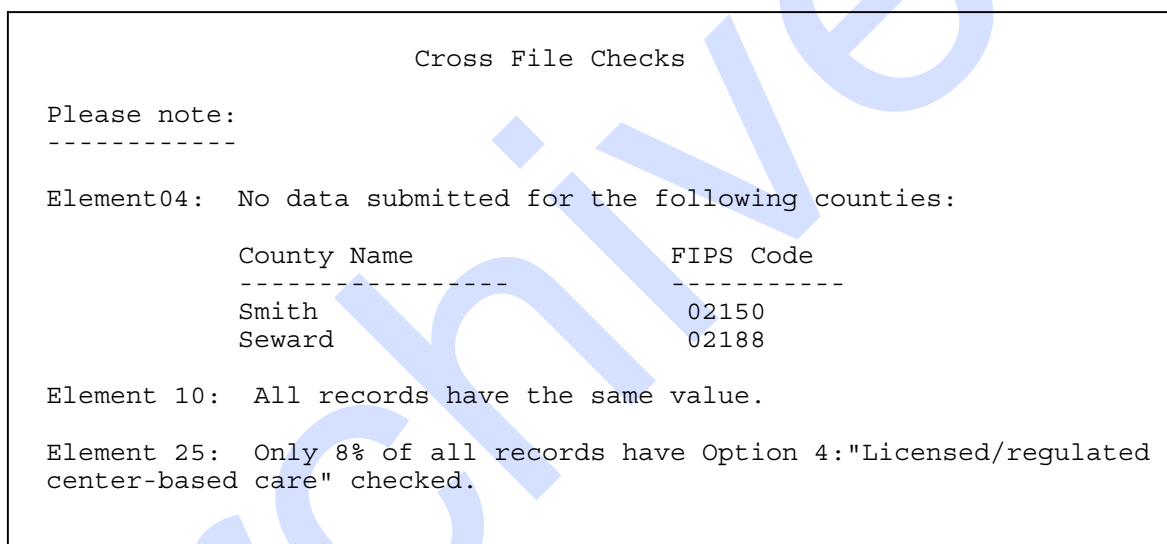 Cross File Checks
Please note:
------------
Element04: No data submitted for the following counties:
County Name FIPS Code
----------------- -----------
Smith 02150
Seward 02188
Element 10: All records have the same value.
Element 25: Only 8% of all records have Option 4:"Licensed/regulated
center-based care" checked.
rchive